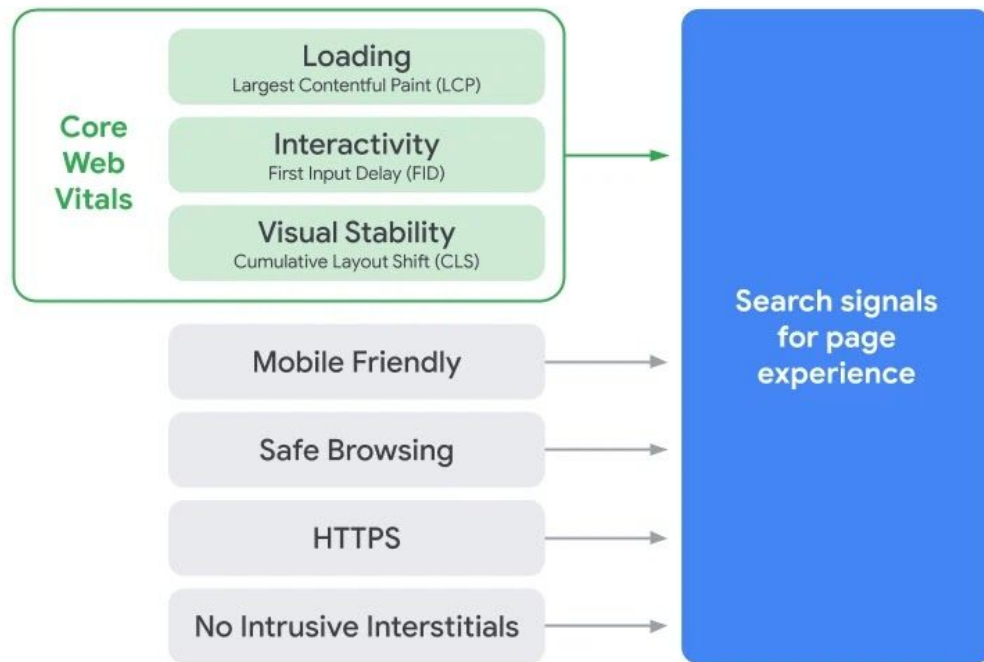 Core
Web
Vitals
Loading
Largest Contentful Paint (LCP)
Interactivity
First Input Delay (FID)
Visual Stability
Cumulative Layout Shift (CLS)
Mobile Friendly
Safe Browsing
HTTPS
No Intrusive Interstitials
Search signals
for page
experience